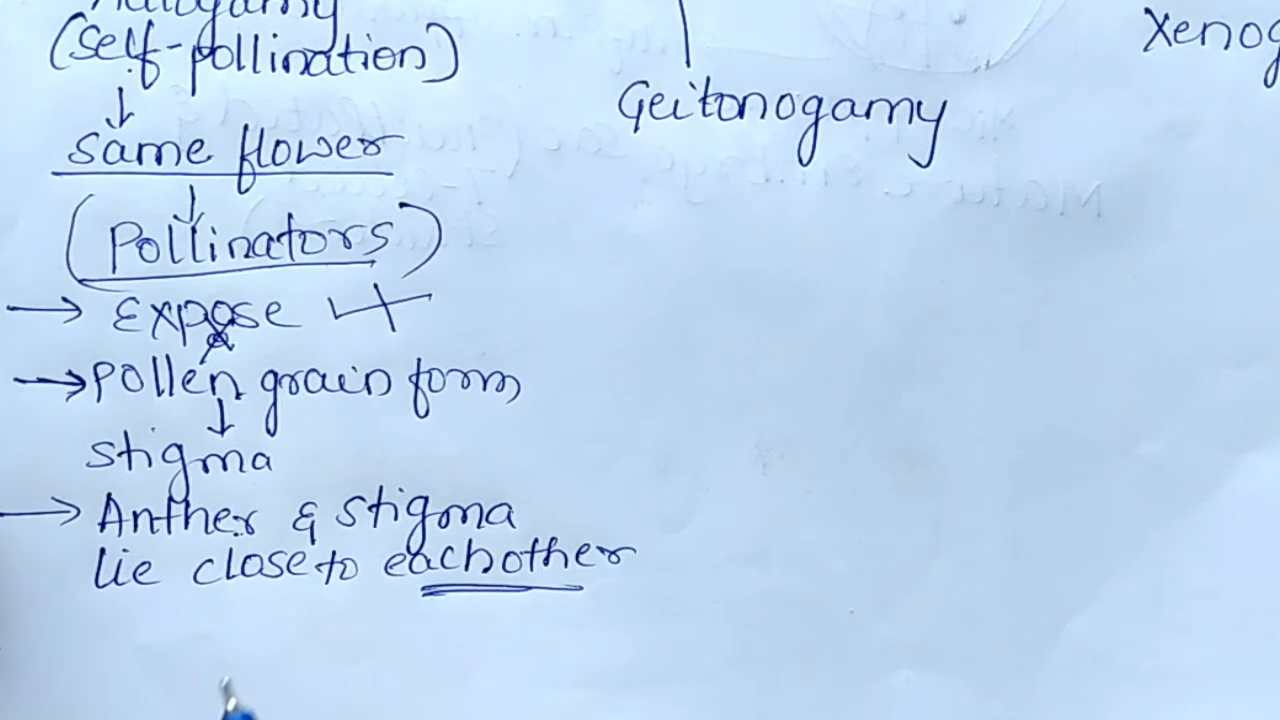 (Self-pollination)
↓
same flower
↓
(Pollinators)
→ Expose
→ pollen grain form
↓
stigma
→ Anther & stigma
lie close to eachother
Geitonogamy